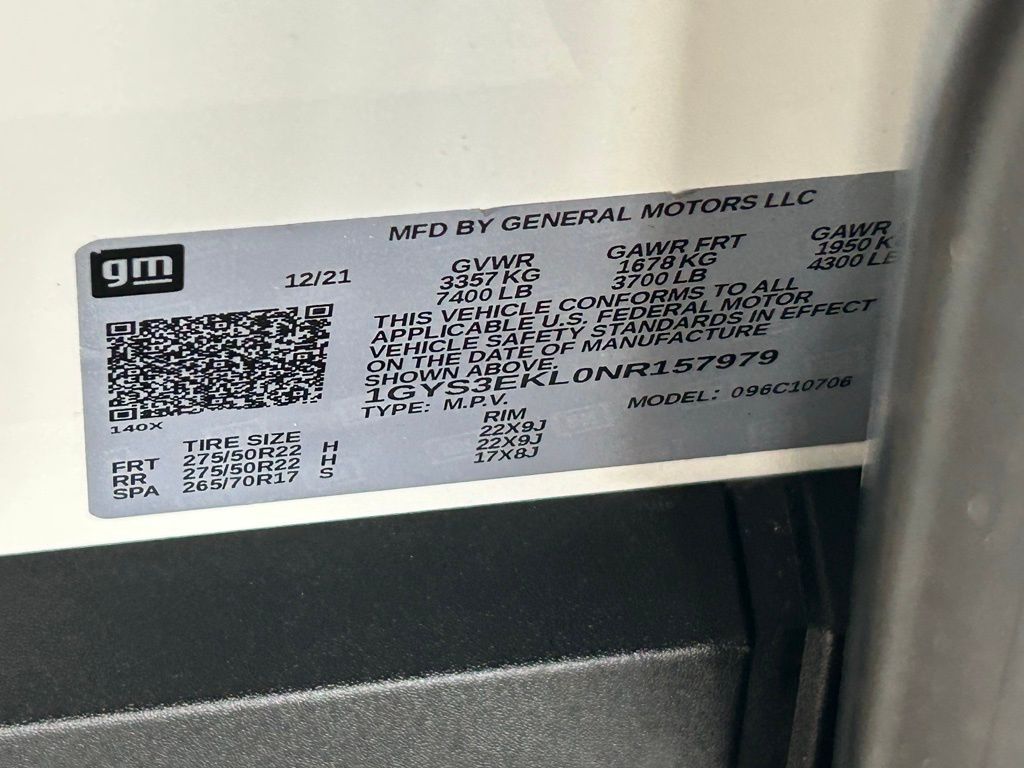 MFD BY GENERAL MOTORS LLC
gm
12/21
GVWR GAWR FRT GAWR
3357 KG 1678 KG 1950 K
7400 LB 3700 LB 4300 LB
THIS VEHICLE CONFORMS TO ALL
APPLICABLE U.S. FEDERAL MOTOR
VEHICLE SAFETY STANDARDS IN EFFECT
ON THE DATE OF MANUFACTURE
SHOWN ABOVE.
1GYS3EKL0NR157979
TYPE: M.P.V. MODEL: 096C10706
140X
TIRE SIZE RIM
FRT 275/50R22 H 22X9J
RR 275/50R22 H 22X9J
SPA 265/70R17 S 17X8J